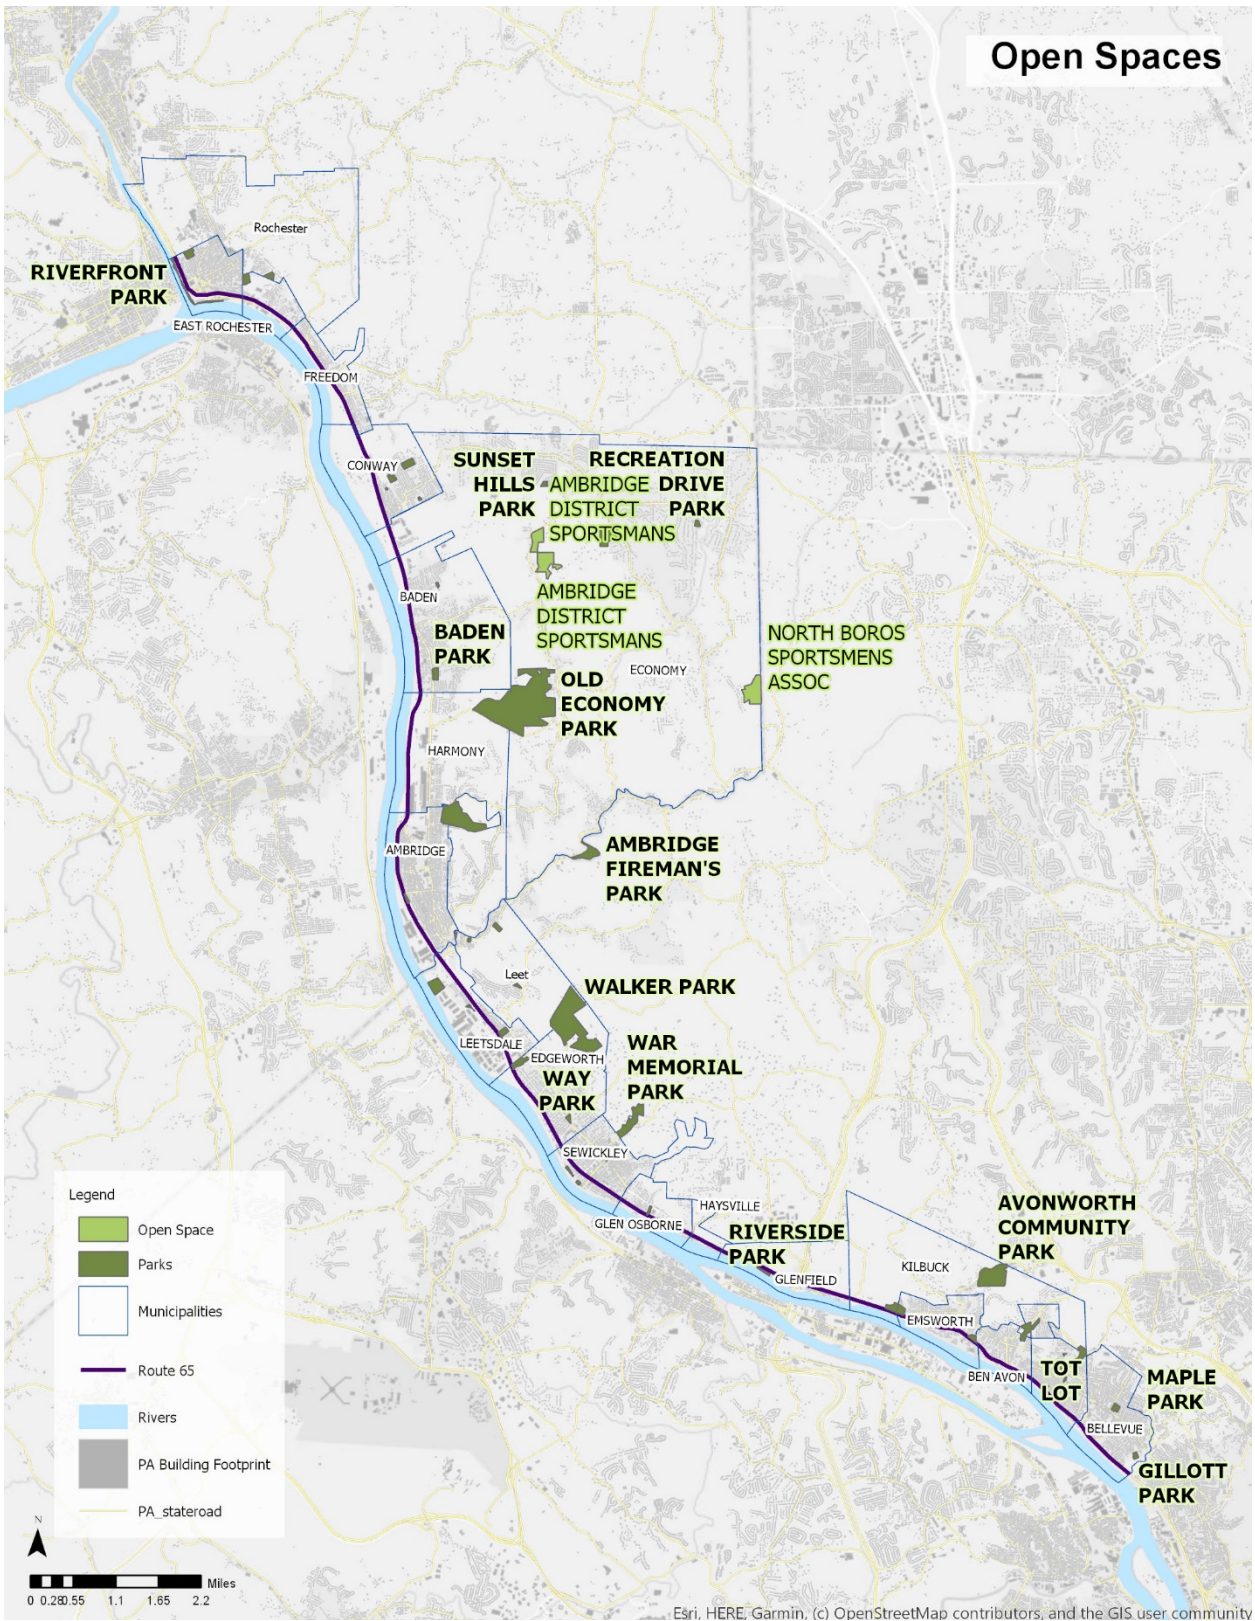 Open Spaces
Rochester
RIVERFRONT
PARK
EAST ROCHESTER
FREEDOM
CONWAY
SUNSET
HILLS
PARK
RECREATION
DRIVE
PARK
AMBRIDGE
DISTRICT
SPORTSMANS
AMBRIDGE
DISTRICT
SPORTSMANS
BADEN
BADEN
PARK
NORTH BOROS
SPORTSMENS
ASSOC
ECONOMY
OLD
ECONOMY
PARK
HARMONY
AMBRIDGE
AMBRIDGE
FIREMAN'S
PARK
Leet
WALKER PARK
LEETSDALE
EDGEWORTH
WAR
MEMORIAL
PARK
WAY
PARK
SEWICKLEY
HAYSVILLE
GLEN OSBORNE
RIVERSIDE
PARK
GLENFIELD
AVONWORTH
COMMUNITY
PARK
KILBUCK
EMSWORTH
BEN AVON
TOT
LOT
MAPLE
PARK
BELLEVUE
GILLOTT
PARK
Legend
Open Space
Parks
Municipalities
Route 65
Rivers
PA Building Footprint
PA_stateroad
N
Miles
0 0.280.55 1.1 1.65 2.2
Esri, HERE, Garmin, (c) OpenStreetMap contributors, and the GIS user community